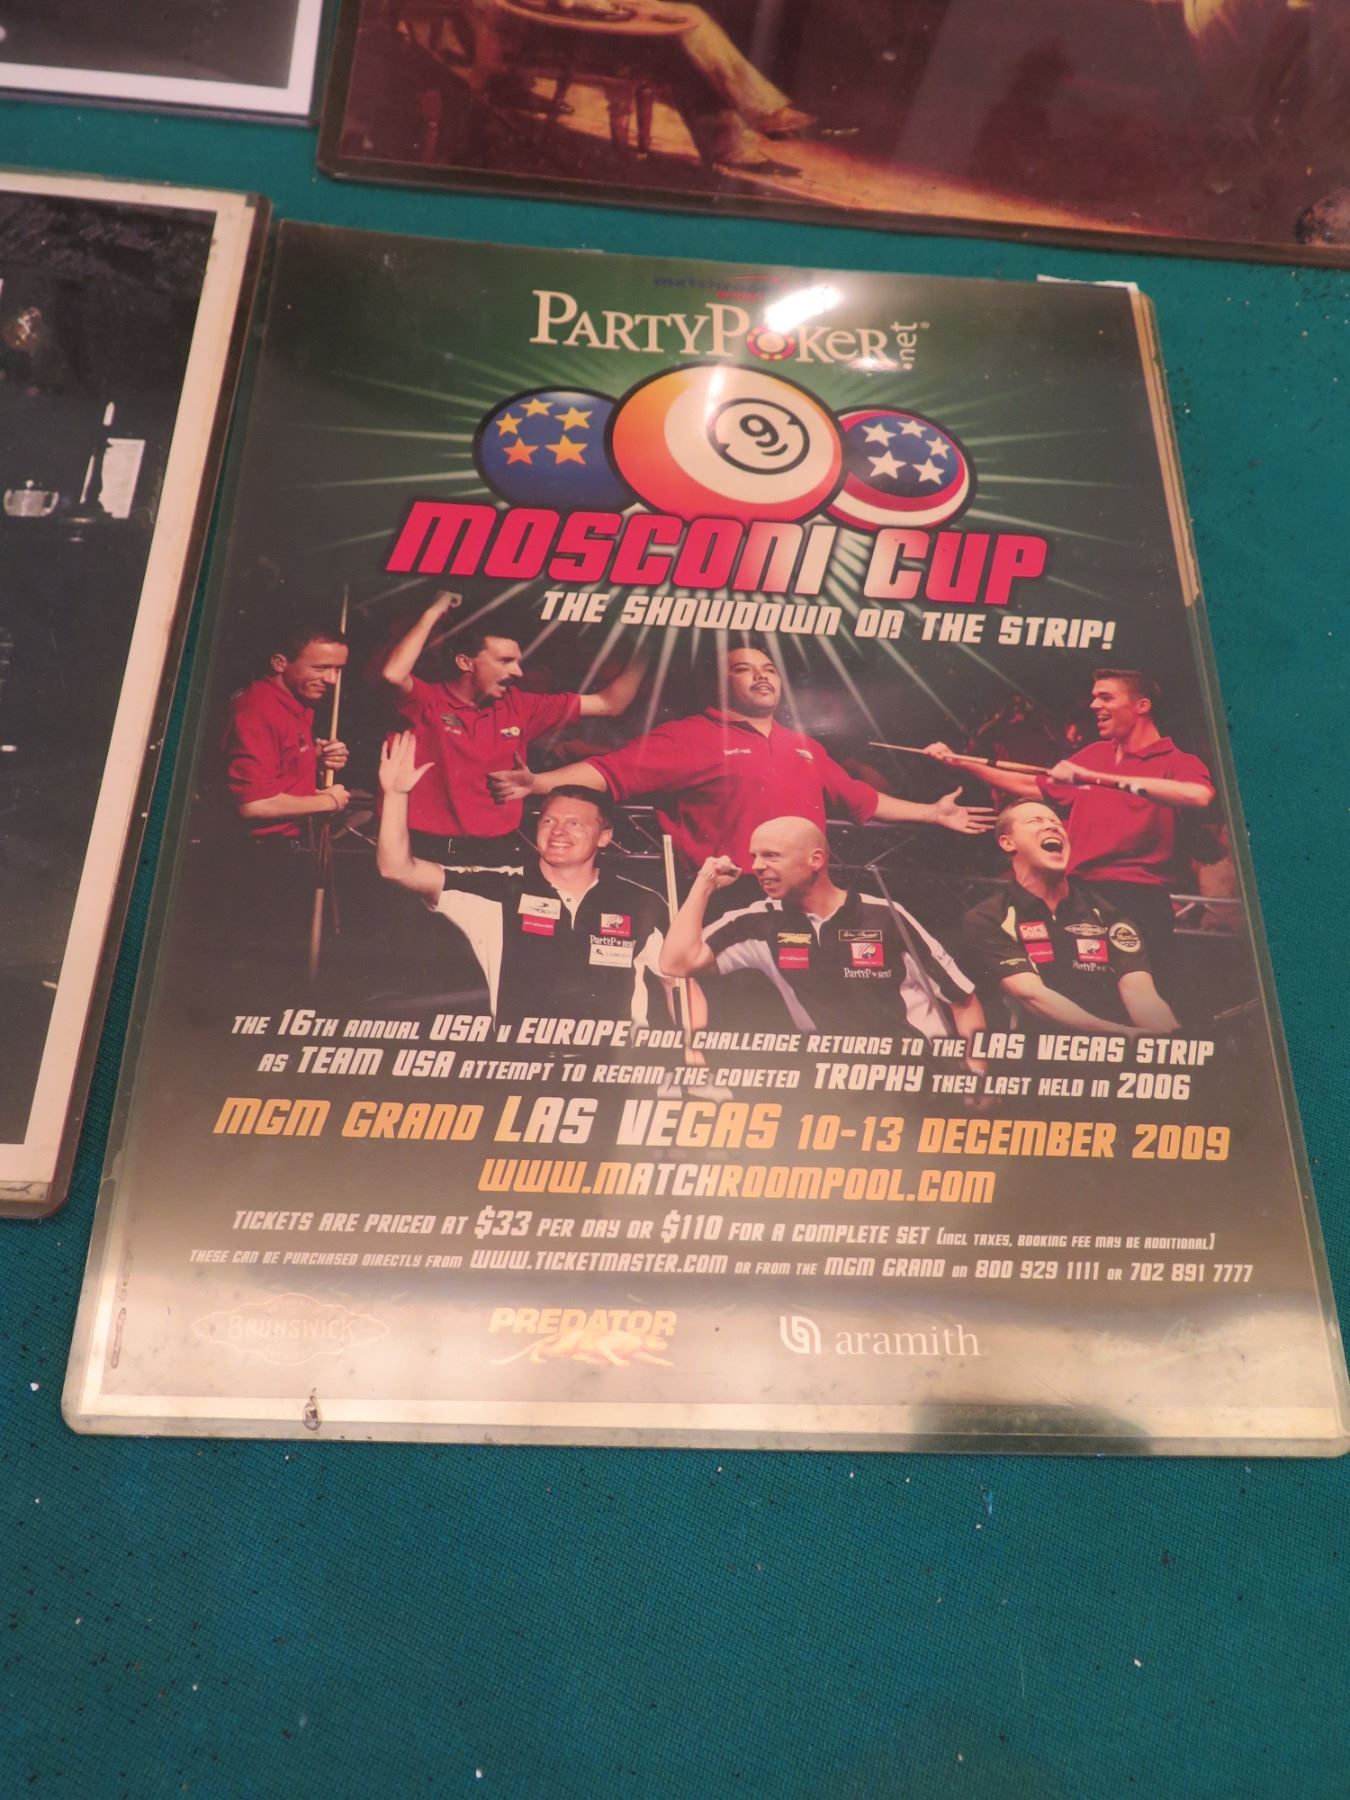 PARTYPOKER.net
9
MOSCONI CUP
THE SHOWDOWN ON THE STRIP!
THE 16TH ANNUAL USA V EUROPE POOL CHALLENGE RETURNS TO THE LAS VEGAS STRIP
AS TEAM USA ATTEMPT TO REGAIN THE COVETED TROPHY THEY LAST HELD IN 2006
MGM GRAND LAS VEGAS 10-13 DECEMBER 2009
WWW.MATCHROOMPOOL.COM
TICKETS ARE PRICED AT $33 PER DAY OR $110 FOR A COMPLETE SET [INCL TAXES, BOOKING FEE MAY BE ADDITIONAL]
THESE CAN BE PURCHASED DIRECTLY FROM WWW.TICKETMASTER.COM OR FROM THE MGM GRAND ON 800 929 1111 OR 702 891 7777
BRUNSWICK
PREDATOR
aramith